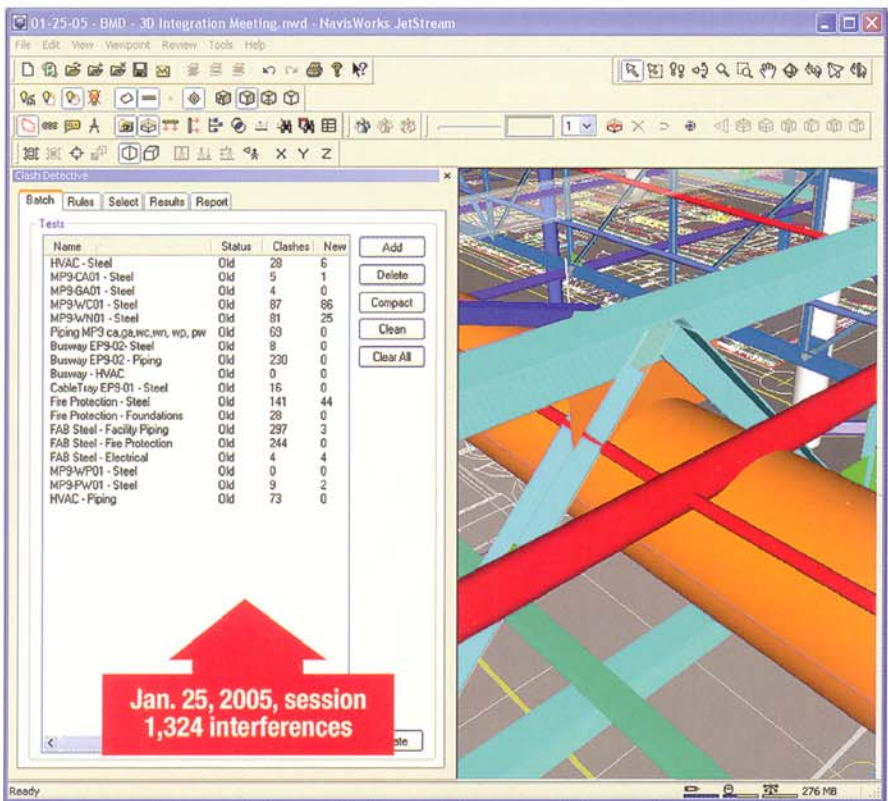 01-25-05 - BMD - 3D Integration Meeting.nwd - NavisWorks JetStream
File Edit View Viewpoint Review Tools Help
1
X Y Z
Clash Detective
Batch Rules Select Results Report
Tests
Name Status Clashes New
HVAC - Steel Old 28 6
MP9-CA01 - Steel Old 5 1
MP9-GA01 - Steel Old 4 0
MP9-WC01 - Steel Old 87 86
MP9-WN01 - Steel Old 81 25
Piping MP9 ca,ga,wc,wn, wp, pw Old 69 0
Busway EP9-02- Steel Old 8 0
Busway EP9-02 - Piping Old 230 0
Busway - HVAC Old 0 0
CableTray EP9-01 - Steel Old 16 0
Fire Protection - Steel Old 141 44
Fire Protection - Foundations Old 28 0
FAB Steel - Facility Piping Old 297 3
FAB Steel - Fire Protection Old 244 0
FAB Steel - Electrical Old 4 4
MP9-WP01 - Steel Old 0 0
MP9-PW01 - Steel Old 9 2
HVAC - Piping Old 73 0
Add
Delete
Compact
Clean
Clear All
Jan. 25, 2005, session
1,324 interferences
Ready
276 MB